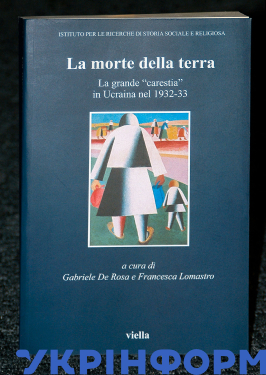 ISTITUTO PER LE RICERCHE DI STORIA SOCIALE E RELIGIOSA
La morte della terra
La grande "carestia"
in Ucraina nel 1932-33
a cura di
Gabriele De Rosa e Francesca Lomastro
viella
УКРІНФОРМ